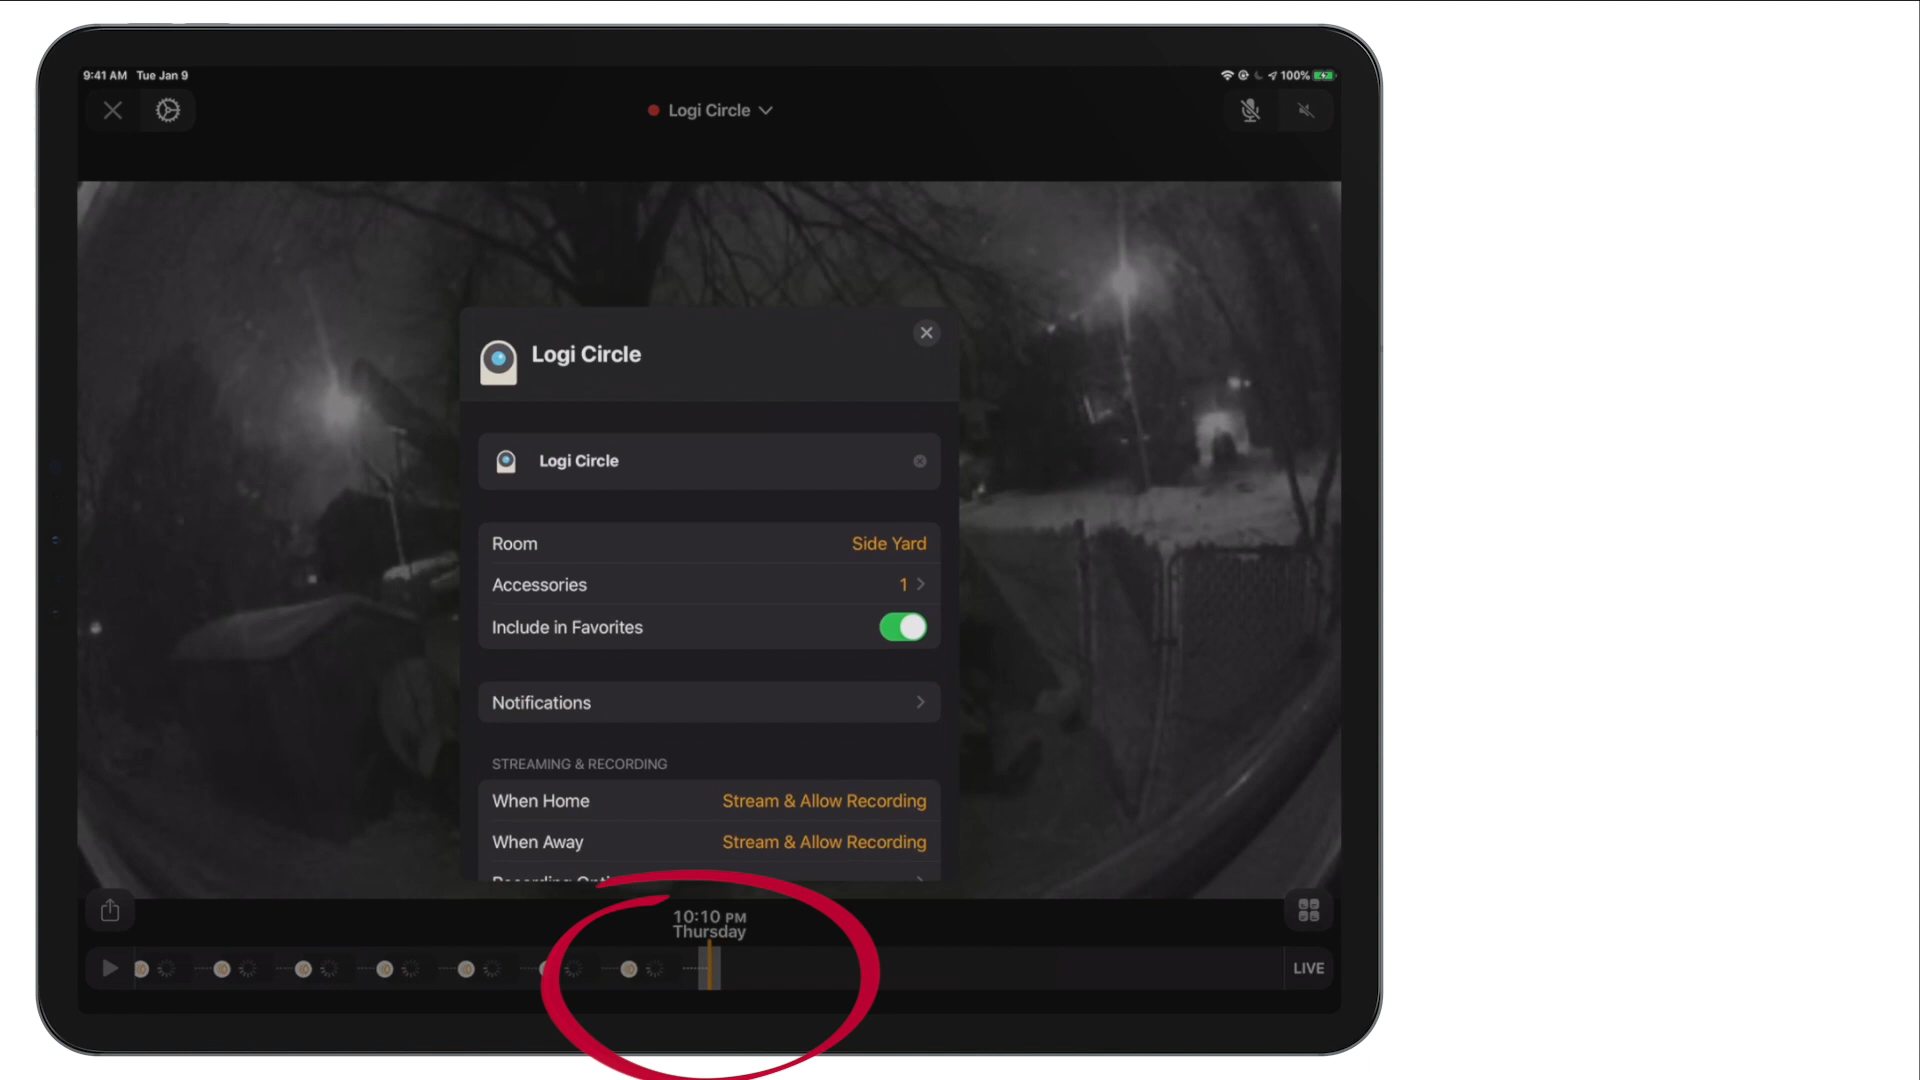 9:41 AM Tue Jan 9
100%
Logi Circle
Logi Circle
Logi Circle
Room Side Yard
Accessories 1
Include in Favorites
Notifications
STREAMING & RECORDING
When Home Stream & Allow Recording
When Away Stream & Allow Recording
10:10 PM
Thursday
LIVE